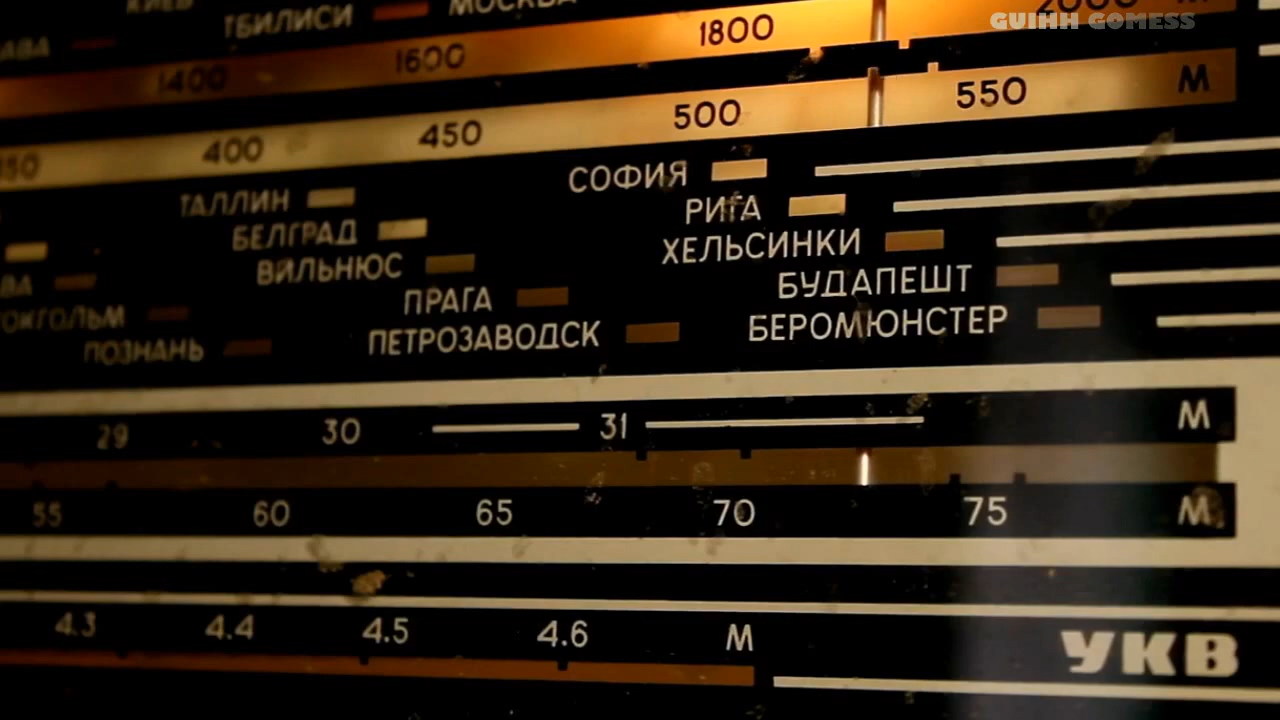 КИЕВ
ТБИЛИСИ
МОСКВА
GUIHH GOMESS
1400 1600 1800 2000
400 450 500 550 М
СОФИЯ
ТАЛЛИН РИГА
БЕЛГРАД ХЕЛЬСИНКИ
ВИЛЬНЮС БУДАПЕШТ
ПРАГА БЕРОМЮНСТЕР
ПЕТРОЗАВОДСК
ПОЗНАНЬ
29 30 31 М
55 60 65 70 75 М
4.3 4.4 4.5 4.6 М
УКВ